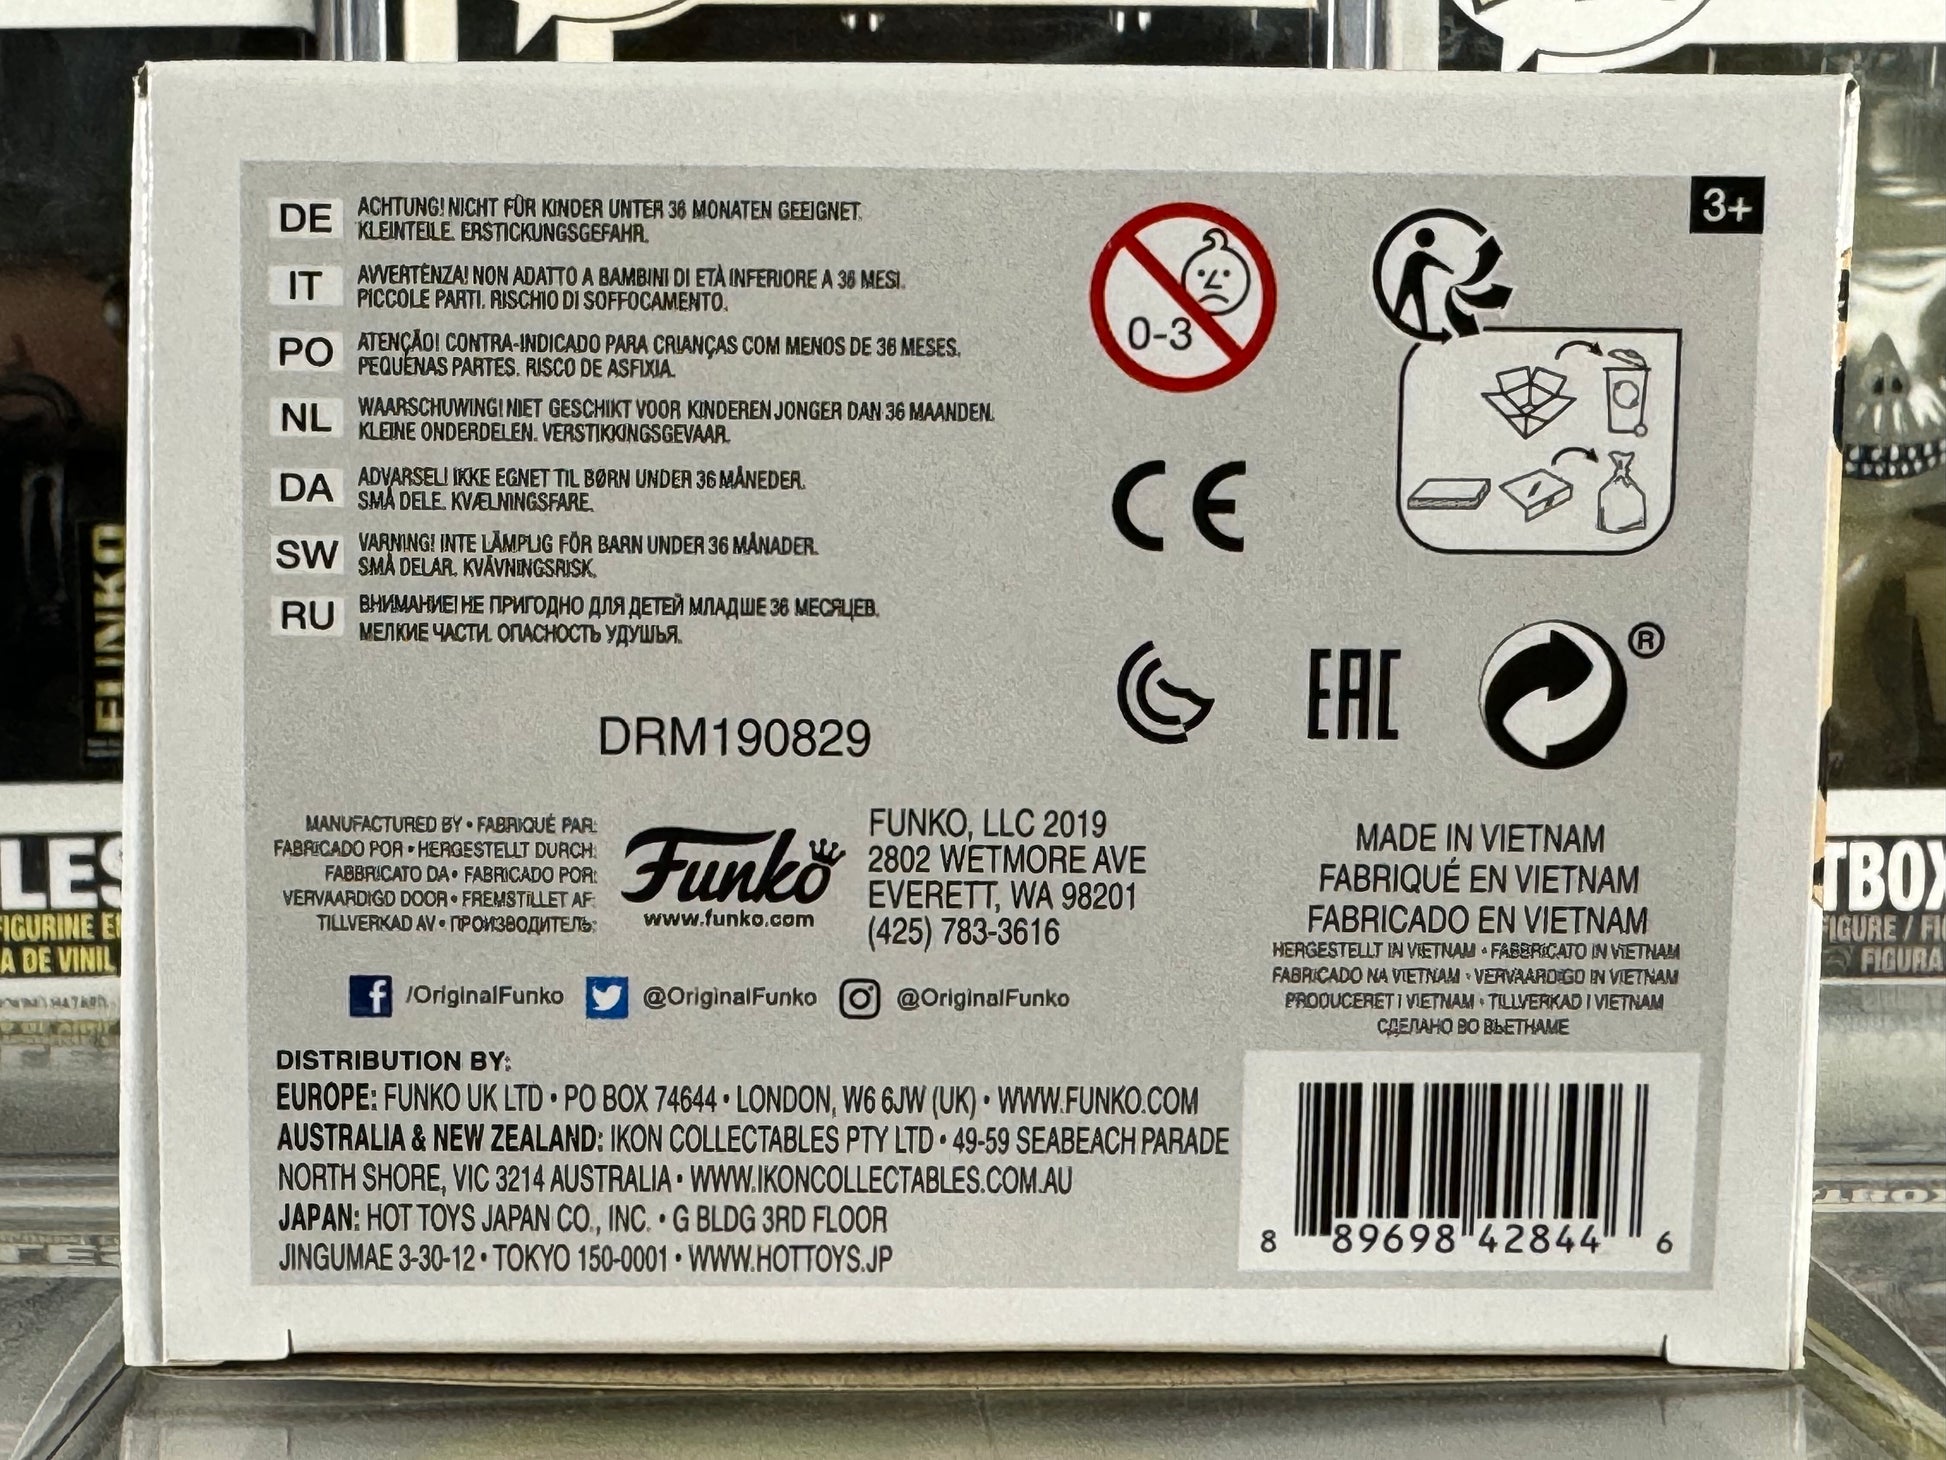 3+
DE ACHTUNG! NICHT FÜR KINDER UNTER 36 MONATEN GEEIGNET.
KLEINTEILE. ERSTICKUNGSGEFAHR.
IT AVVERTENZA! NON ADATTO A BAMBINI DI ETÀ INFERIORE A 36 MESI.
PICCOLE PARTI. RISCHIO DI SOFFOCAMENTO.
PO ATENÇÃO! CONTRA-INDICADO PARA CRIANÇAS COM MENOS DE 36 MESES.
PEQUENAS PARTES. RISCO DE ASFIXIA.
NL WAARSCHUWING! NIET GESCHIKT VOOR KINDEREN JONGER DAN 36 MAANDEN.
KLEINE ONDERDELEN. VERSTIKKINGSGEVAAR.
DA ADVARSEL! IKKE EGNET TIL BØRN UNDER 36 MÅNEDER.
SMÅ DELE. KVÆLNINGSFARE.
SW VARNING! INTE LÄMPLIG FÖR BARN UNDER 36 MÅNADER.
SMÅ DELAR. KVÄVNINGSRISK.
RU ВНИМАНИЕ! НЕ ПРИГОДНО ДЛЯ ДЕТЕЙ МЛАДШЕ 36 МЕСЯЦЕВ.
МЕЛКИЕ ЧАСТИ. ОПАСНОСТЬ УДУШЬЯ.
0-3
CE
EAC
®
DRM190829
MANUFACTURED BY • FABRIQUÉ PAR:
FABRICADO POR • HERGESTELLT DURCH:
FABBRICATO DA • FABRICADO POR:
VERVAARDIGD DOOR • FREMSTILLET AF:
TILLVERKAD AV • ПРОИЗВОДИТЕЛЬ:
Funko
www.funko.com
FUNKO, LLC 2019
2802 WETMORE AVE
EVERETT, WA 98201
(425) 783-3616
MADE IN VIETNAM
FABRIQUÉ EN VIETNAM
FABRICADO EN VIETNAM
HERGESTELLT IN VIETNAM • FABBRICATO IN VIETNAM
FABRICADO NA VIETNAM • VERVAARDIGD IN VIETNAM
PRODUCERET I VIETNAM • TILLVERKAD I VIETNAM
СДЕЛАНО ВО ВЬЕТНАМЕ
/OriginalFunko @OriginalFunko @OriginalFunko
DISTRIBUTION BY:
EUROPE: FUNKO UK LTD • PO BOX 74644 • LONDON, W6 6JW (UK) • WWW.FUNKO.COM
AUSTRALIA & NEW ZEALAND: IKON COLLECTABLES PTY LTD • 49-59 SEABEACH PARADE
NORTH SHORE, VIC 3214 AUSTRALIA • WWW.IKONCOLLECTABLES.COM.AU
JAPAN: HOT TOYS JAPAN CO., INC. • G BLDG 3RD FLOOR
JINGUMAE 3-30-12 • TOKYO 150-0001 • WWW.HOTTOYS.JP
8 89698 42844 6
FUNKO
LES
FIGURINE E
A DE VINIL
TBOX
FIGURE / FI
FIGURA